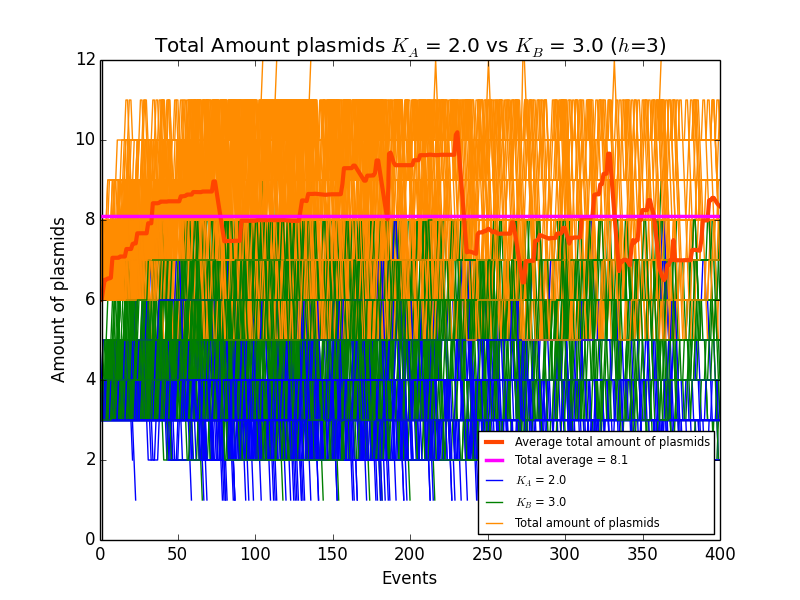 Total Amount plasmids K_A = 2.0 vs K_B = 3.0 (h=3)
12
10
8
6
4
2
0
Amount of plasmids
Average total amount of plasmids
Total average = 8.1
K_A = 2.0
K_B = 3.0
Total amount of plasmids
0 50 100 150 200 250 300 350 400
Events